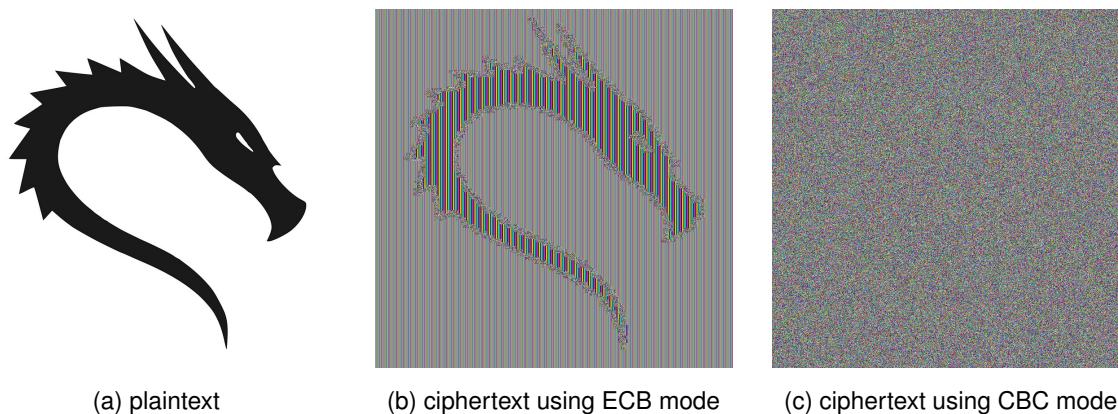 (a) plaintext
(b) ciphertext using ECB mode
(c) ciphertext using CBC mode